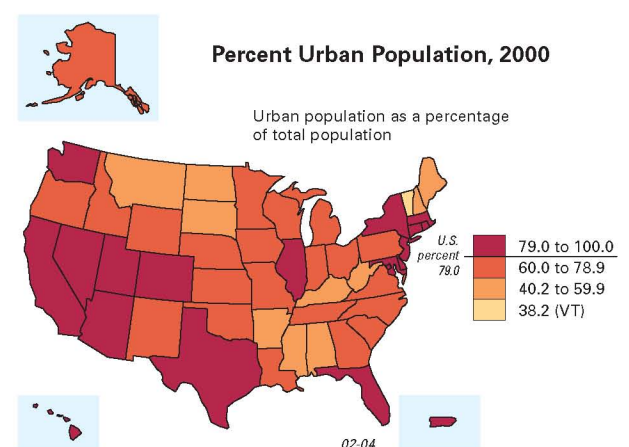 Percent Urban Population, 2000
Urban population as a percentage
of total population
U.S.
percent
79.0
79.0 to 100.0
60.0 to 78.9
40.2 to 59.9
38.2 (VT)
02-04